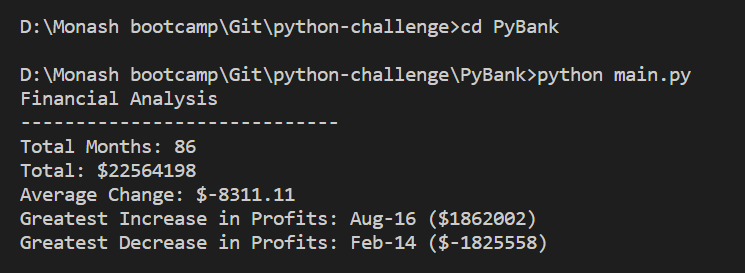 D:\Monash bootcamp\Git\python-challenge>cd PyBank
D:\Monash bootcamp\Git\python-challenge\PyBank>python main.py
Financial Analysis
-----------------------------
Total Months: 86
Total: $22564198
Average Change: $-8311.11
Greatest Increase in Profits: Aug-16 ($1862002)
Greatest Decrease in Profits: Feb-14 ($-1825558)